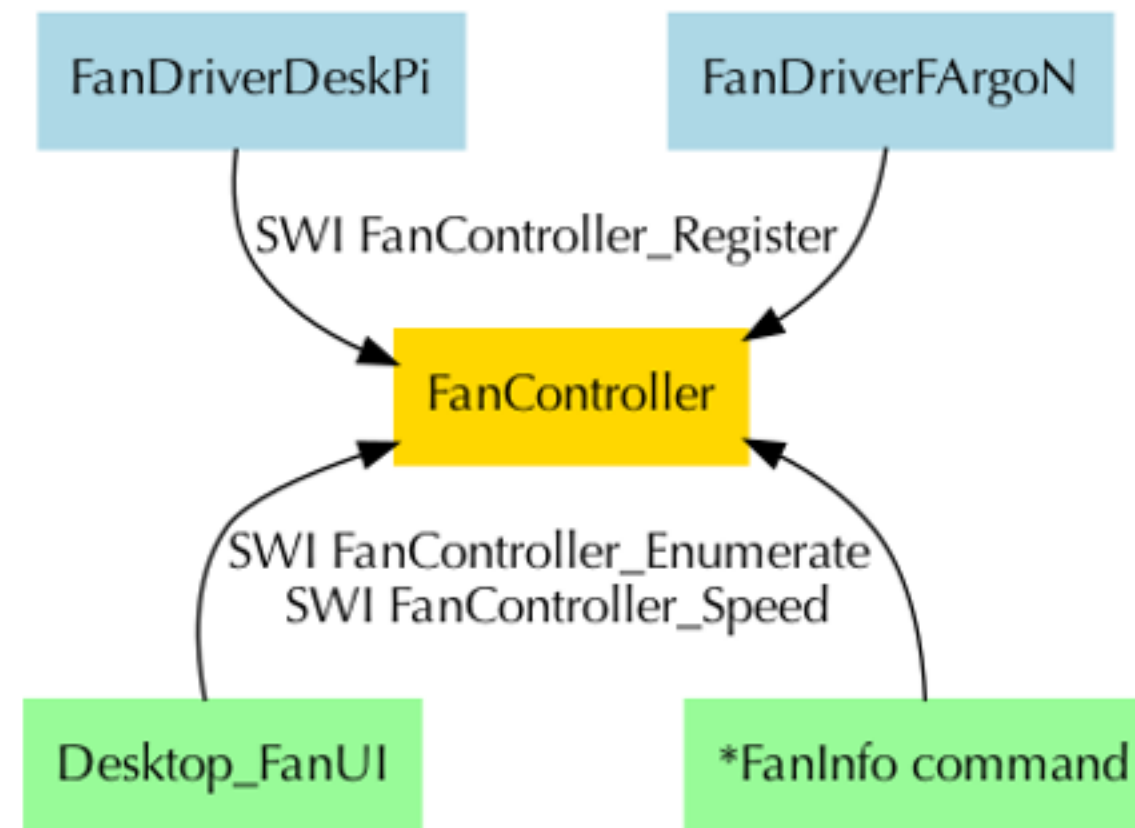 FanDriverDeskPi
FanDriverFArgoN
SWI FanController_Register
FanController
SWI FanController_Enumerate
SWI FanController_Speed
Desktop_FanUI
*FanInfo command